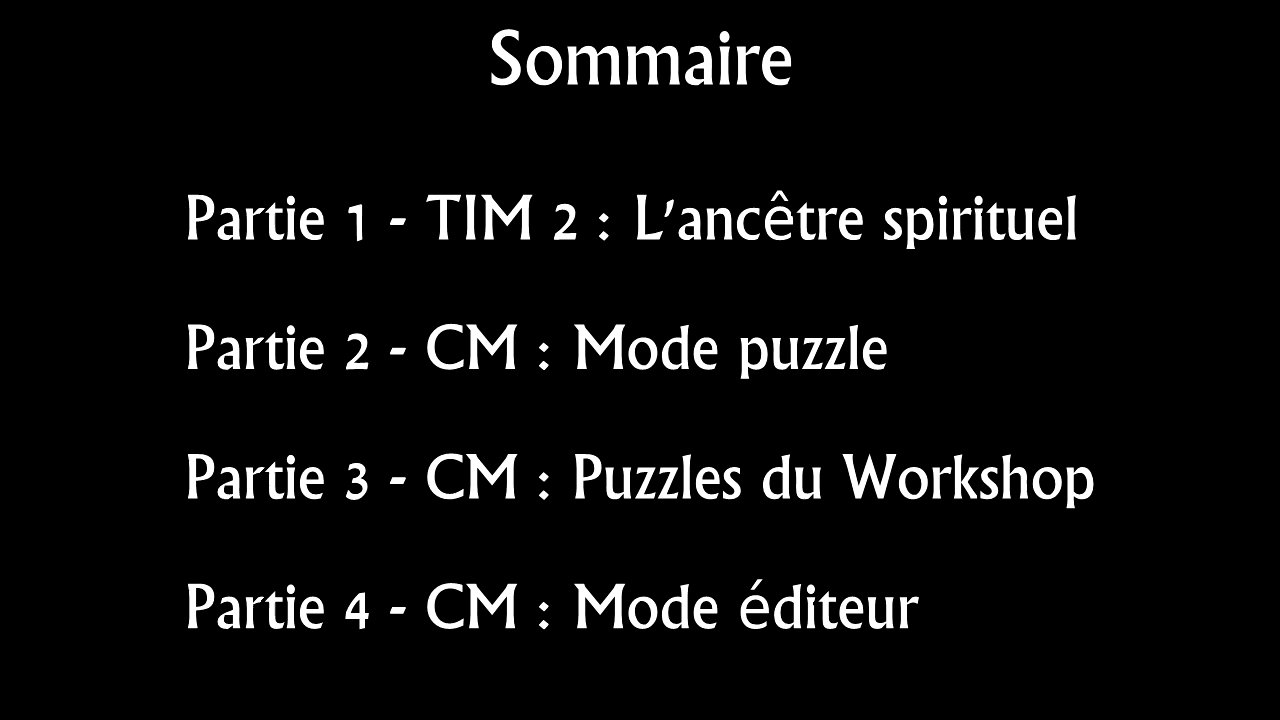 Sommaire
Partie 1 - TIM 2 : L'ancêtre spirituel
Partie 2 - CM : Mode puzzle
Partie 3 - CM : Puzzles du Workshop
Partie 4 - CM : Mode éditeur